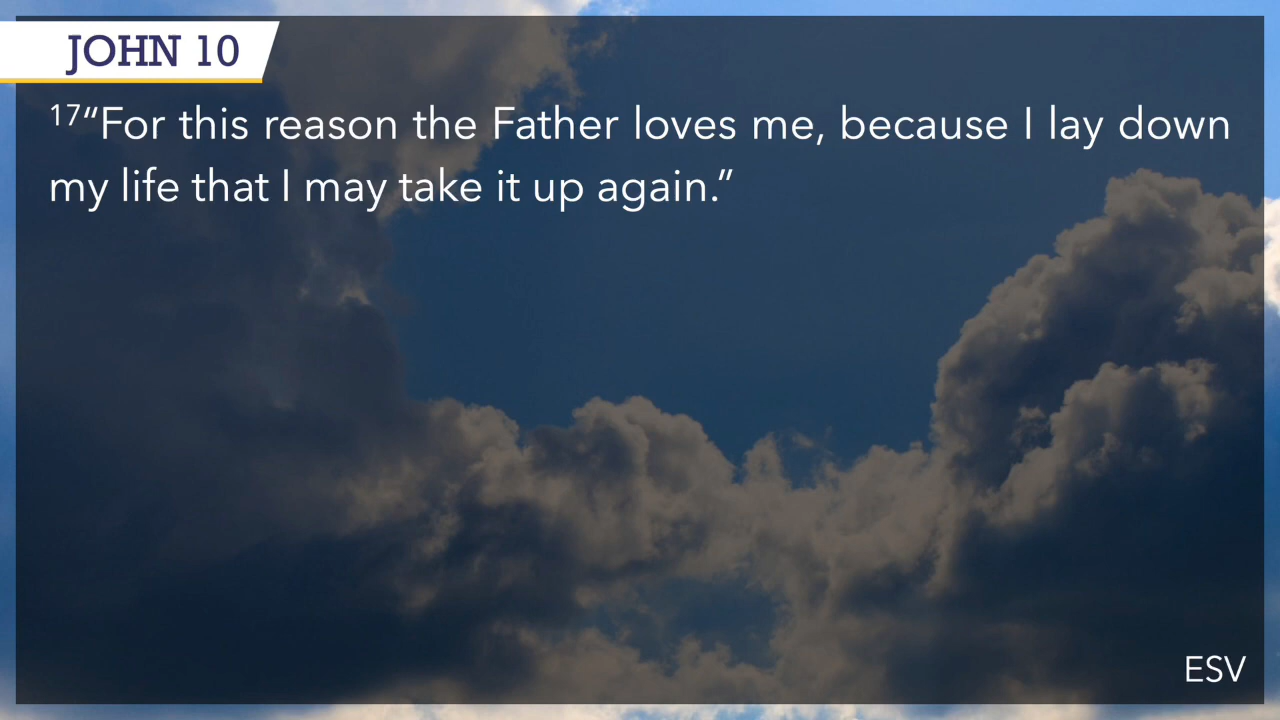 JOHN 10
17“For this reason the Father loves me, because I lay down
my life that I may take it up again.”
ESV